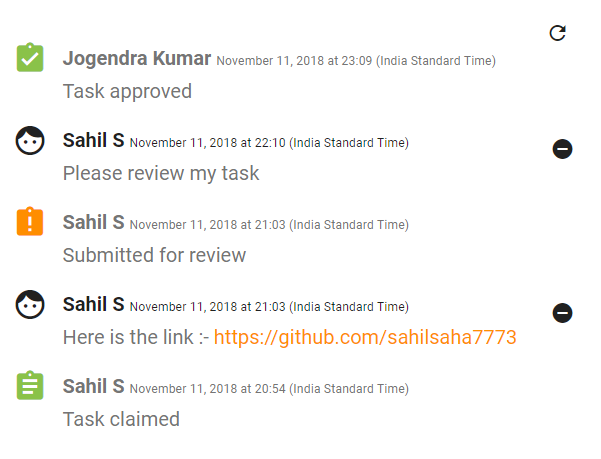 Jogendra Kumar November 11, 2018 at 23:09 (India Standard Time)
Task approved
Sahil S November 11, 2018 at 22:10 (India Standard Time)
Please review my task
Sahil S November 11, 2018 at 21:03 (India Standard Time)
Submitted for review
Sahil S November 11, 2018 at 21:03 (India Standard Time)
Here is the link :- https://github.com/sahilsaha7773
Sahil S November 11, 2018 at 20:54 (India Standard Time)
Task claimed